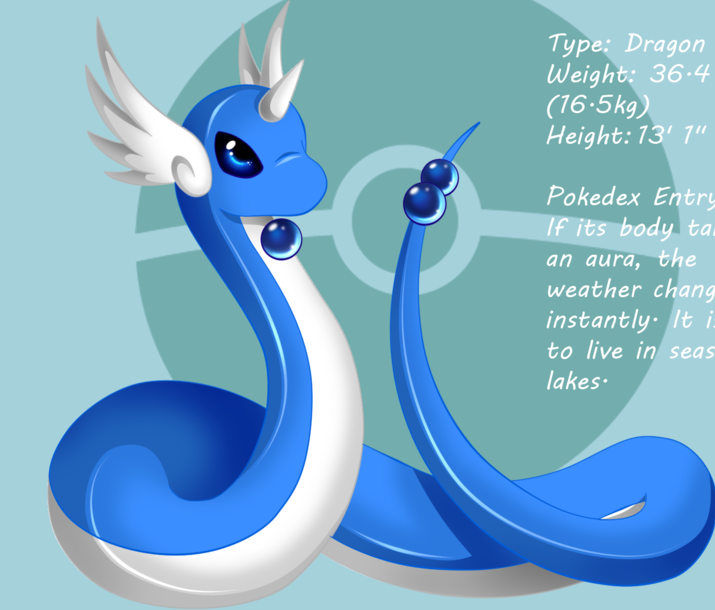 Type: Dragon
Weight: 36.4
(16.5kg)
Height: 13' 1"
Pokedex Entry
If its body
an aura, the
weather
instantly. It
to live in seas
lakes.